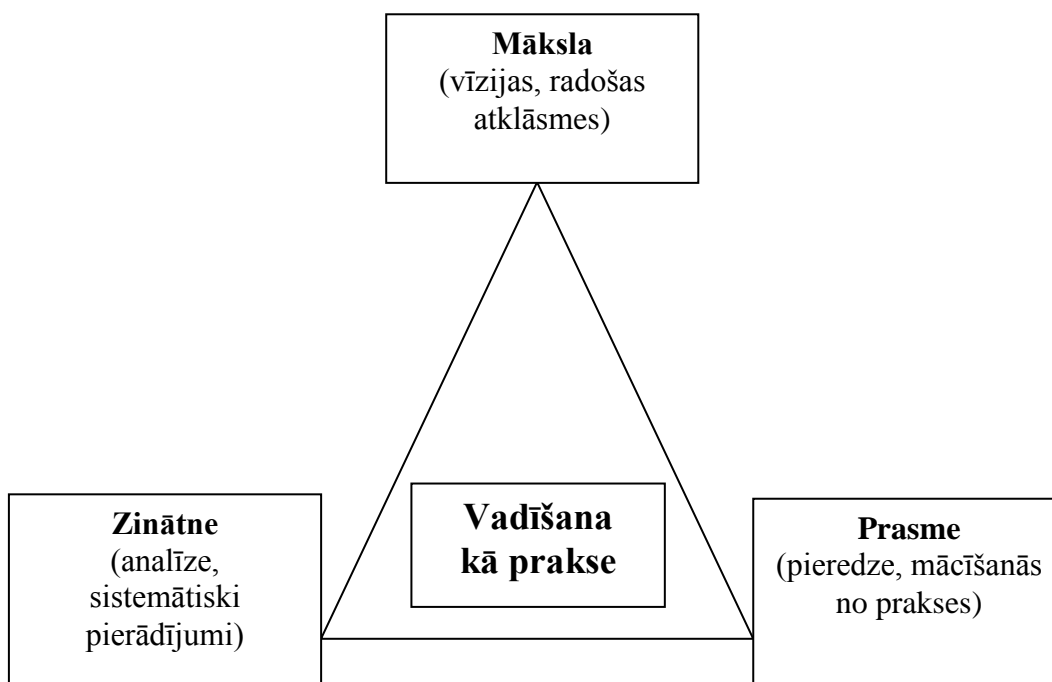 Māksla
(vīzijas, radošas
atklāsmes)
Zinātne
(analīze,
sistemātiski
pierādījumi)
Vadīšana
kā prakse
Prasme
(pieredze, mācīšanās
no prakses)